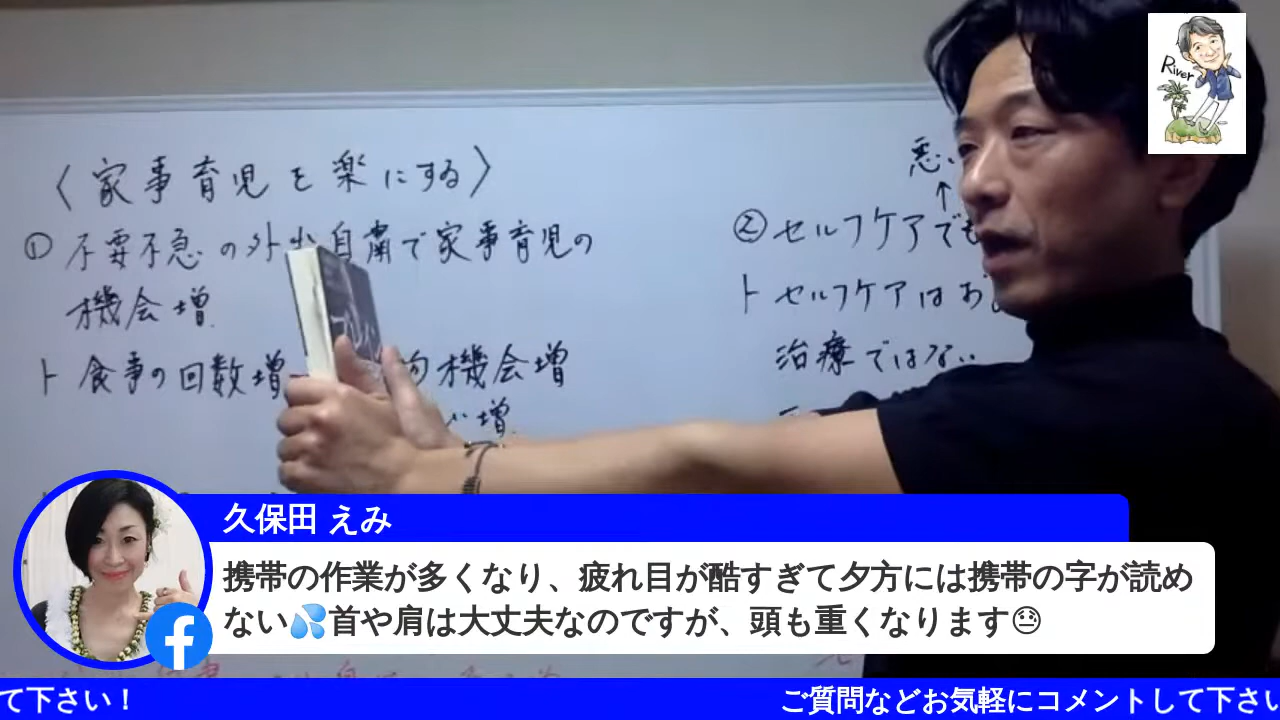 River
〈家事育児を楽にする〉
① 不要不急の外出自粛で家事育児の
機会増
ト 食事の回数増
機会増
増
悪い
↑
② セルフケアでも
ト セルフケアはお
治療ではない
久保田 えみ
携帯の作業が多くなり、疲れ目が酷すぎて夕方には携帯の字が読め
ない💦首や肩は大丈夫なのですが、頭も重くなります😓
て下さい！
ご質問などお気軽にコメントして下さい